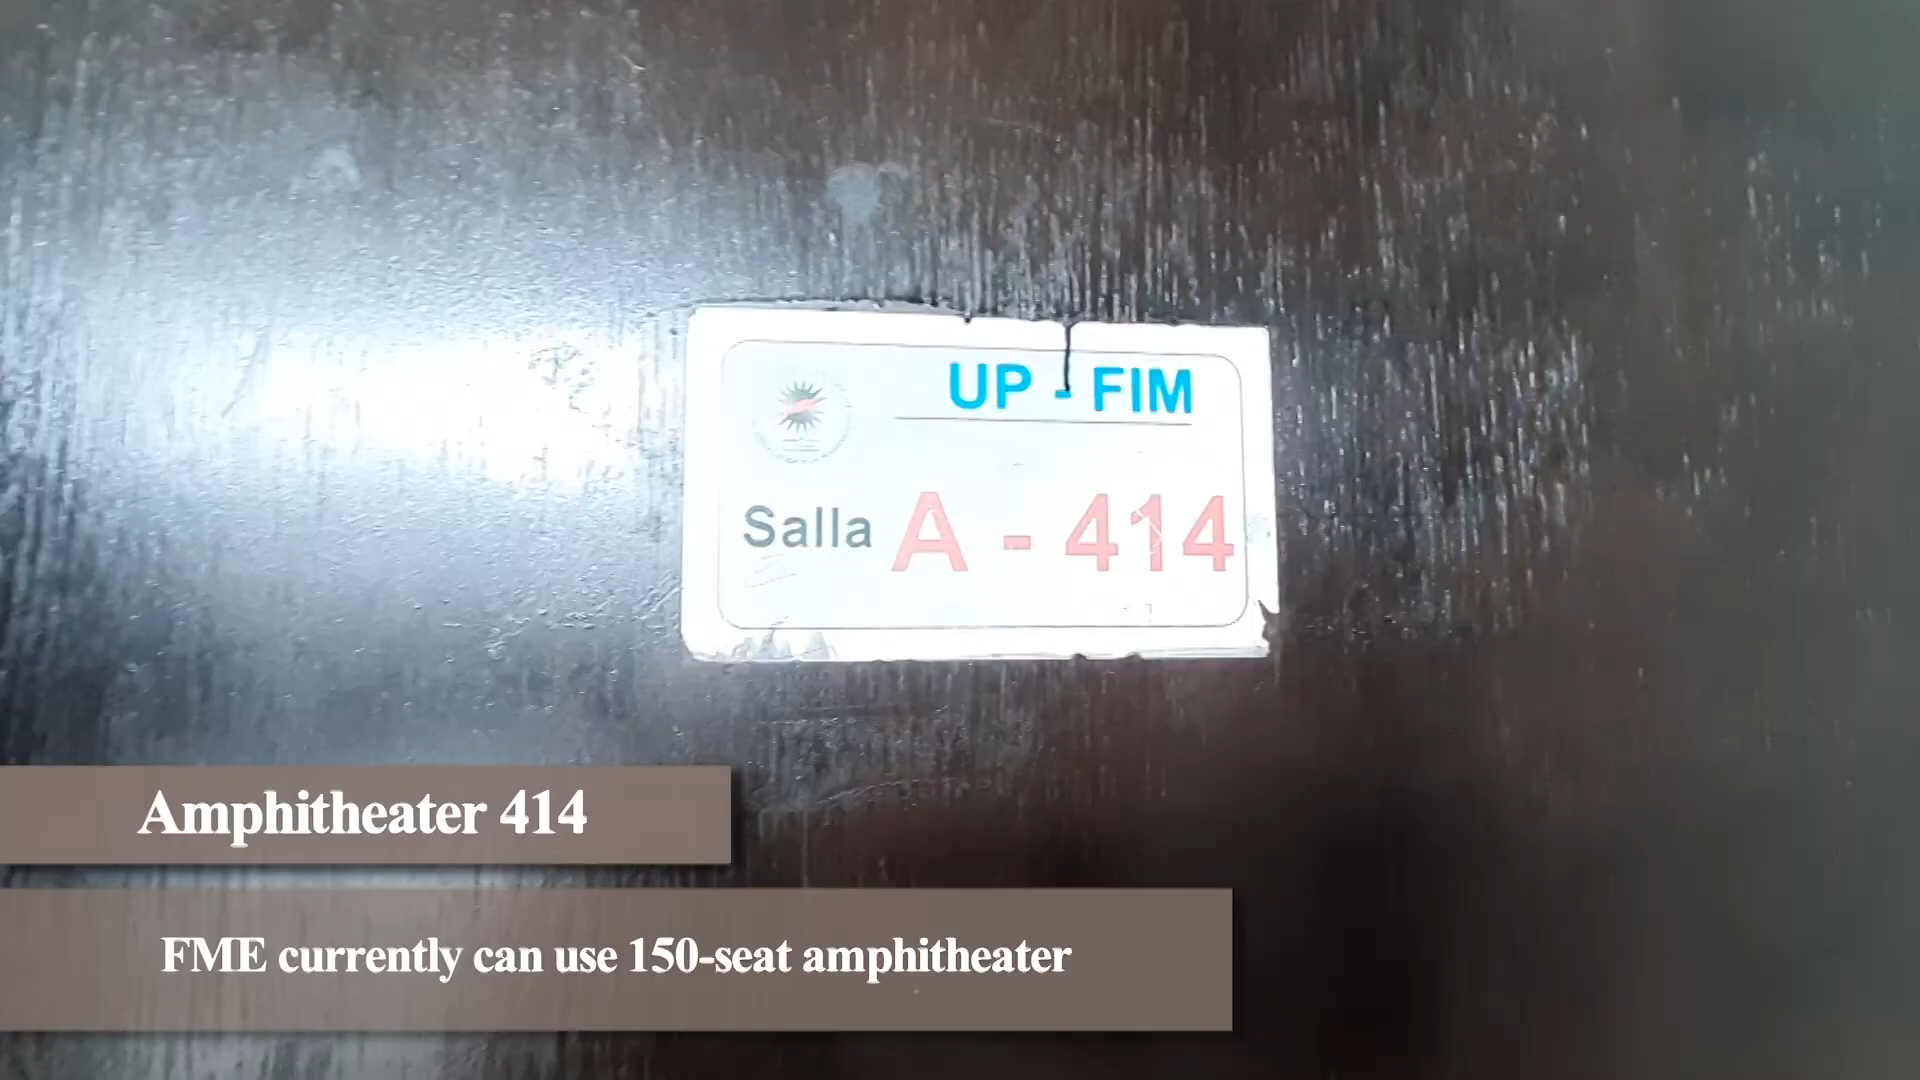 UP - FIM
Salla A - 414
Amphitheater 414
FME currently can use 150-seat amphitheater